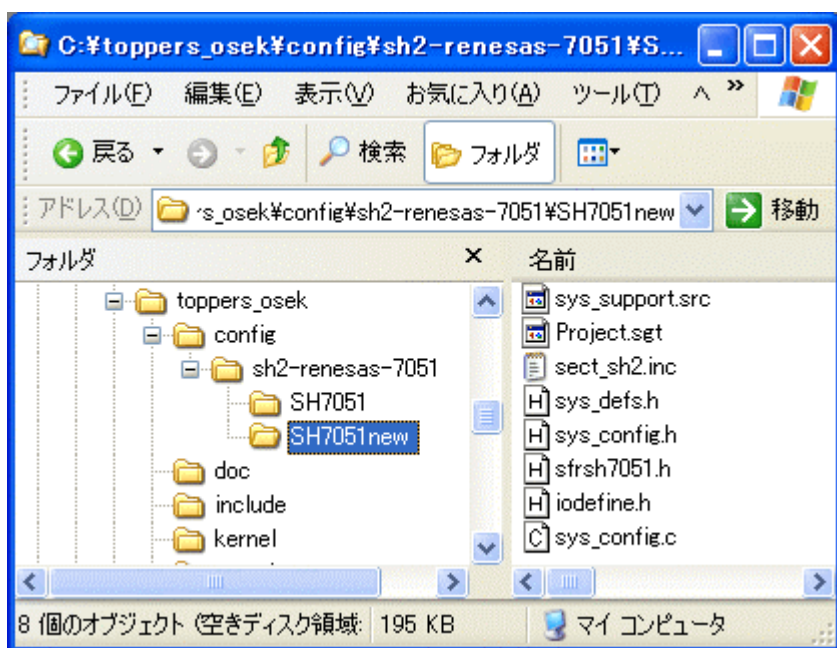 C:¥toppers_osek¥config¥sh2-renesas-7051¥S...
ファイル(F) 編集(E) 表示(V) お気に入り(A) ツール(T) ヘ »
戻る 検索 フォルダ
アドレス(D) s_osek¥config¥sh2-renesas-7051¥SH7051new 移動
フォルダ × 名前
toppers_osek
config
sh2-renesas-7051
SH7051
SH7051new
doc
include
kernel
sys_support.src
Project.sgt
sect_sh2.inc
sys_defs.h
sys_config.h
sfrsh7051.h
iodefine.h
sys_config.c
8 個のオブジェクト (空きディスク領域: 195 KB マイ コンピュータ